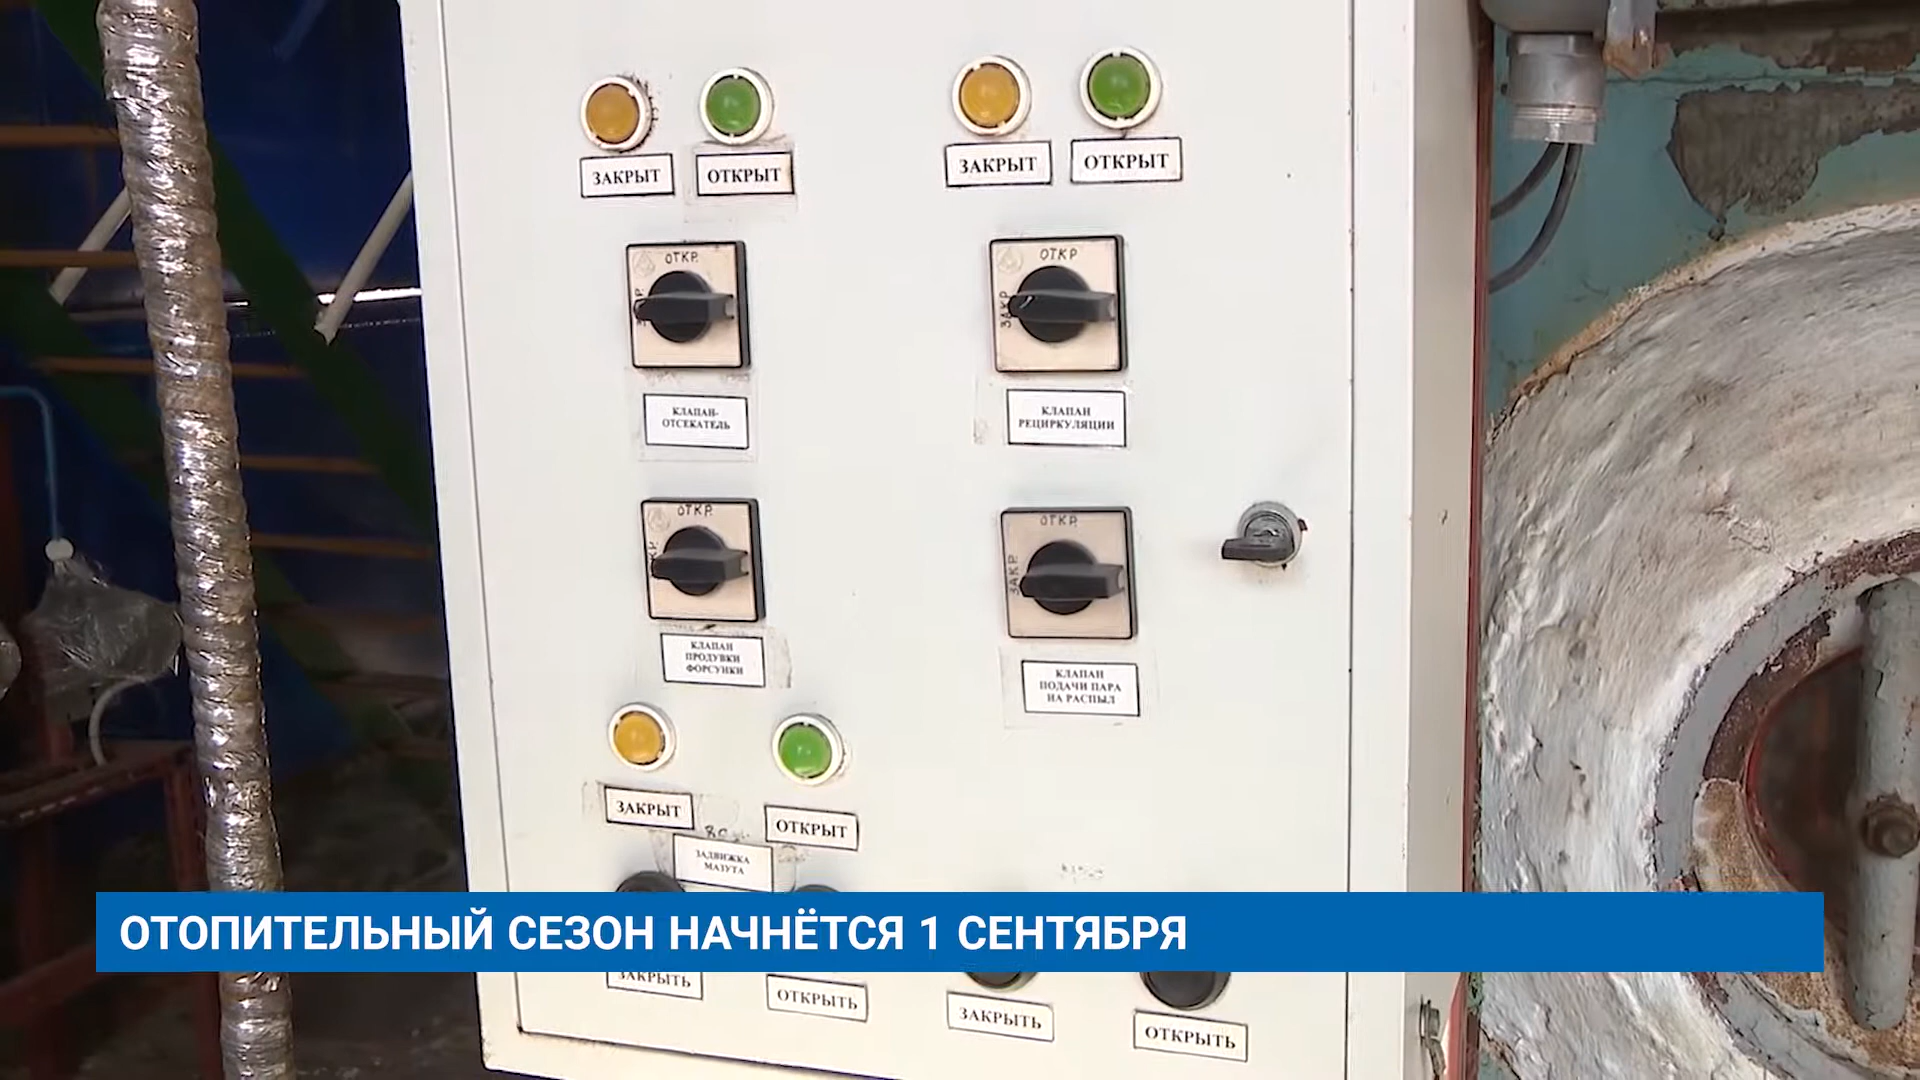 ЗАКРЫТ ОТКРЫТ ЗАКРЫТ ОТКРЫТ
ОТКР. ОТКР
ЗАКР
КЛАПАН-
ОТСЕКАТЕЛЬ
КЛАПАН
РЕЦИРКУЛЯЦИИ
ОТКР. ОТКР.
ЗАКР.
КЛАПАН
ПРОДУВКИ
ФОРСУНКИ
КЛАПАН
ПОДАЧИ ПАРА
НА РАСПЫЛ
ЗАКРЫТ ОТКРЫТ
ЗАДВИЖКА
МАЗУТА
ОТОПИТЕЛЬНЫЙ СЕЗОН НАЧНЁТСЯ 1 СЕНТЯБРЯ
ЗАКРЫТЬ ОТКРЫТЬ ЗАКРЫТЬ ОТКРЫТЬ